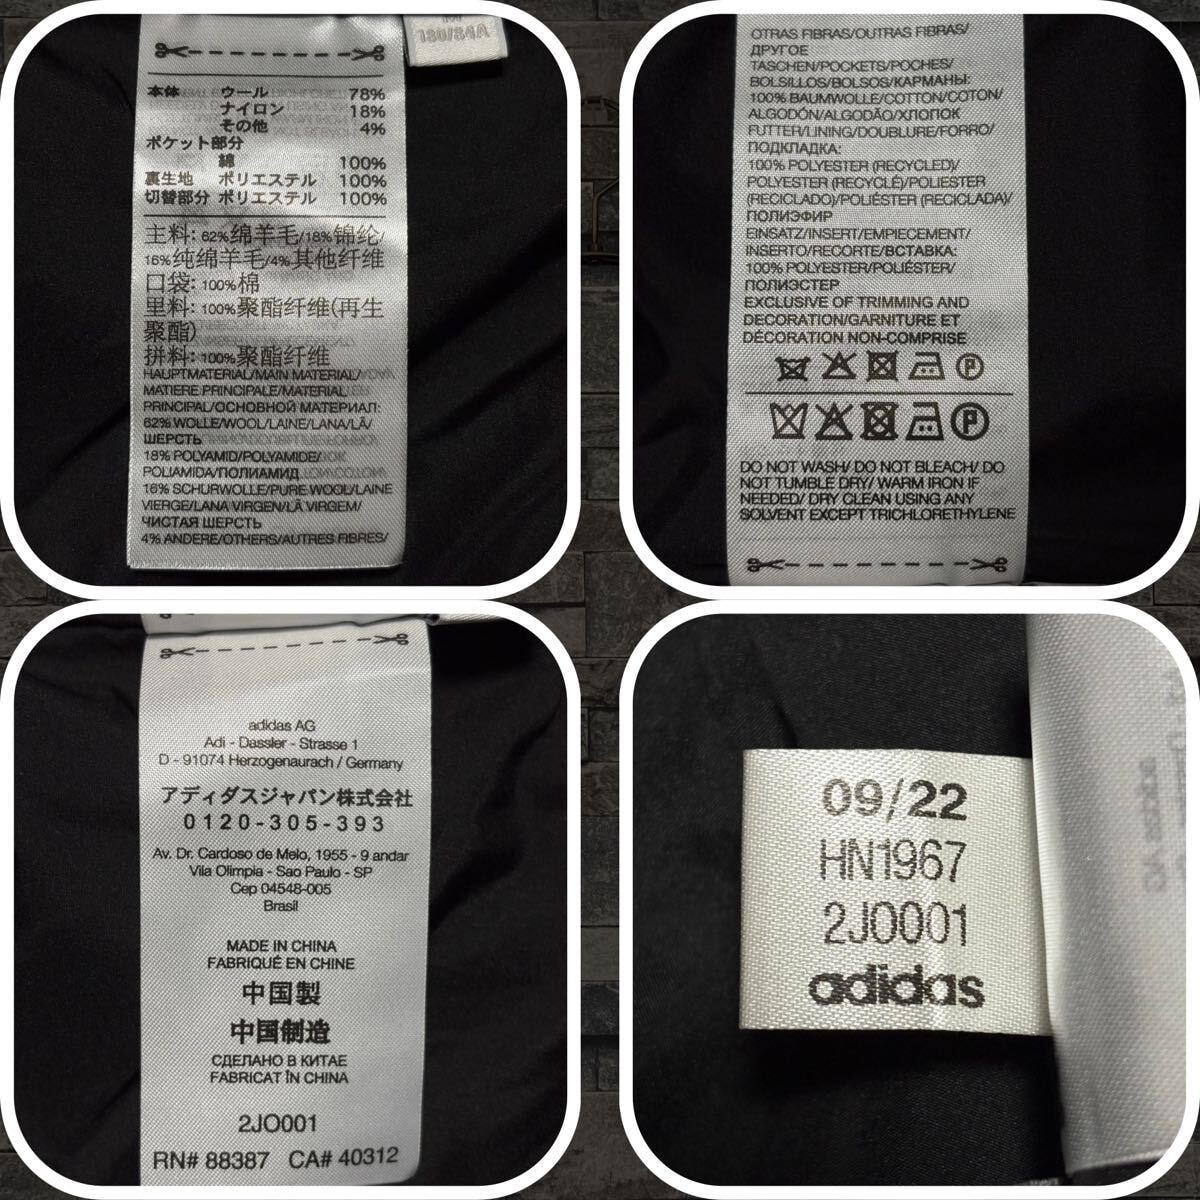 M
180/84A
本体 ウール 78%
ナイロン 18%
その他 4%
ポケット部分
綿 100%
裏生地 ポリエステル 100%
切替部分 ポリエステル 100%
主料: 62%绵羊毛/18%锦纶/
16%纯绵羊毛/4%其他纤维
口袋: 100%棉
里料: 100%聚酯纤维(再生
聚酯)
拼料: 100%聚酯纤维
HAUPTMATERIAL/MAIN MATERIAL/
MATIERE PRINCIPALE/MATERIAL
PRINCIPAL/ОСНОВНОЙ МАТЕРИАЛ:
62% WOLLE/WOOL/LAINE/LANA/LÃ/
ШЕРСТЬ
18% POLYAMID/POLYAMIDE/
POLIAMIDA/ПОЛИАМИД
16% SCHURWOLLE/PURE WOOL/LAINE
VIERGE/LANA VIRGEN/LÃ VIRGEM/
ЧИСТАЯ ШЕРСТЬ
4% ANDERE/OTHERS/AUTRES FIBRES/
OTRAS FIBRAS/OUTRAS FIBRAS/
ДРУГОЕ
TASCHEN/POCKETS/POCHES/
BOLSILLOS/BOLSOS/КАРМАНЫ:
100% BAUMWOLLE/COTTON/COTON/
ALGODÓN/ALGODÃO/ХЛОПОК
FUTTER/LINING/DOUBLURE/FORRO/
ПОДКЛАДКА:
100% POLYESTER (RECYCLED)/
POLYESTER (RECYCLÉ)/POLIESTER
(RECICLADO)/POLIÉSTER (RECICLADA)/
ПОЛИЭФИР
EINSATZ/INSERT/EMPIECEMENT/
INSERTO/RECORTE/ВСТАВКА:
100% POLYESTER/POLIÉSTER/
ПОЛИЭСТЕР
EXCLUSIVE OF TRIMMING AND
DECORATION/GARNITURE ET
DÉCORATION NON-COMPRISE
P
P
DO NOT WASH/ DO NOT BLEACH/ DO
NOT TUMBLE DRY/ WARM IRON IF
NEEDED/ DRY CLEAN USING ANY
SOLVENT EXCEPT TRICHLORETHYLENE
adidas AG
Adi - Dassler - Strasse 1
D - 91074 Herzogenaurach / Germany
アディダスジャパン株式会社
0120-305-393
Av. Dr. Cardoso de Melo, 1955 - 9 andar
Vila Olimpia - Sao Paulo - SP
Cep 04548-005
Brasil
MADE IN CHINA
FABRIQUÉ EN CHINE
中国製
中国制造
СДЕЛАНО В КИТАЕ
FABRICAT ÎN CHINA
2JO001
RN# 88387 CA# 40312
09/22
HN1967
2JO001
adidas